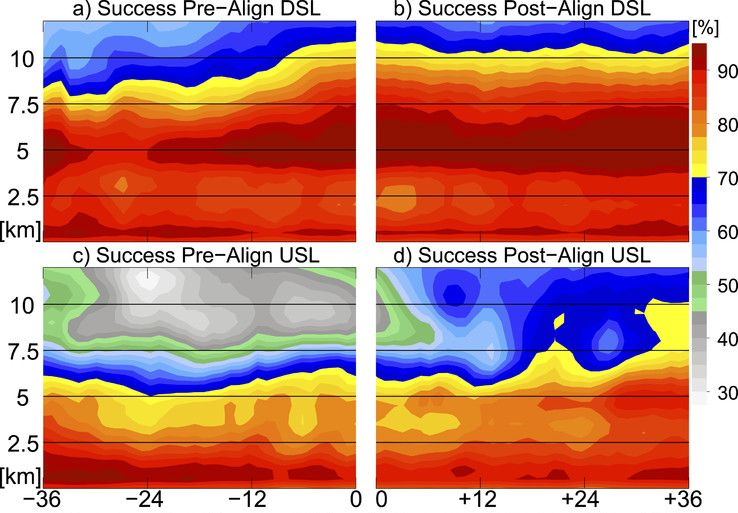 a) Success Pre−Align DSL
b) Success Post−Align DSL
[%]
10
7.5
5
2.5
[km]
90
80
70
60
50
40
30
c) Success Pre−Align USL
d) Success Post−Align USL
10
7.5
5
2.5
[km]
−36 −24 −12 0
0 +12 +24 +36